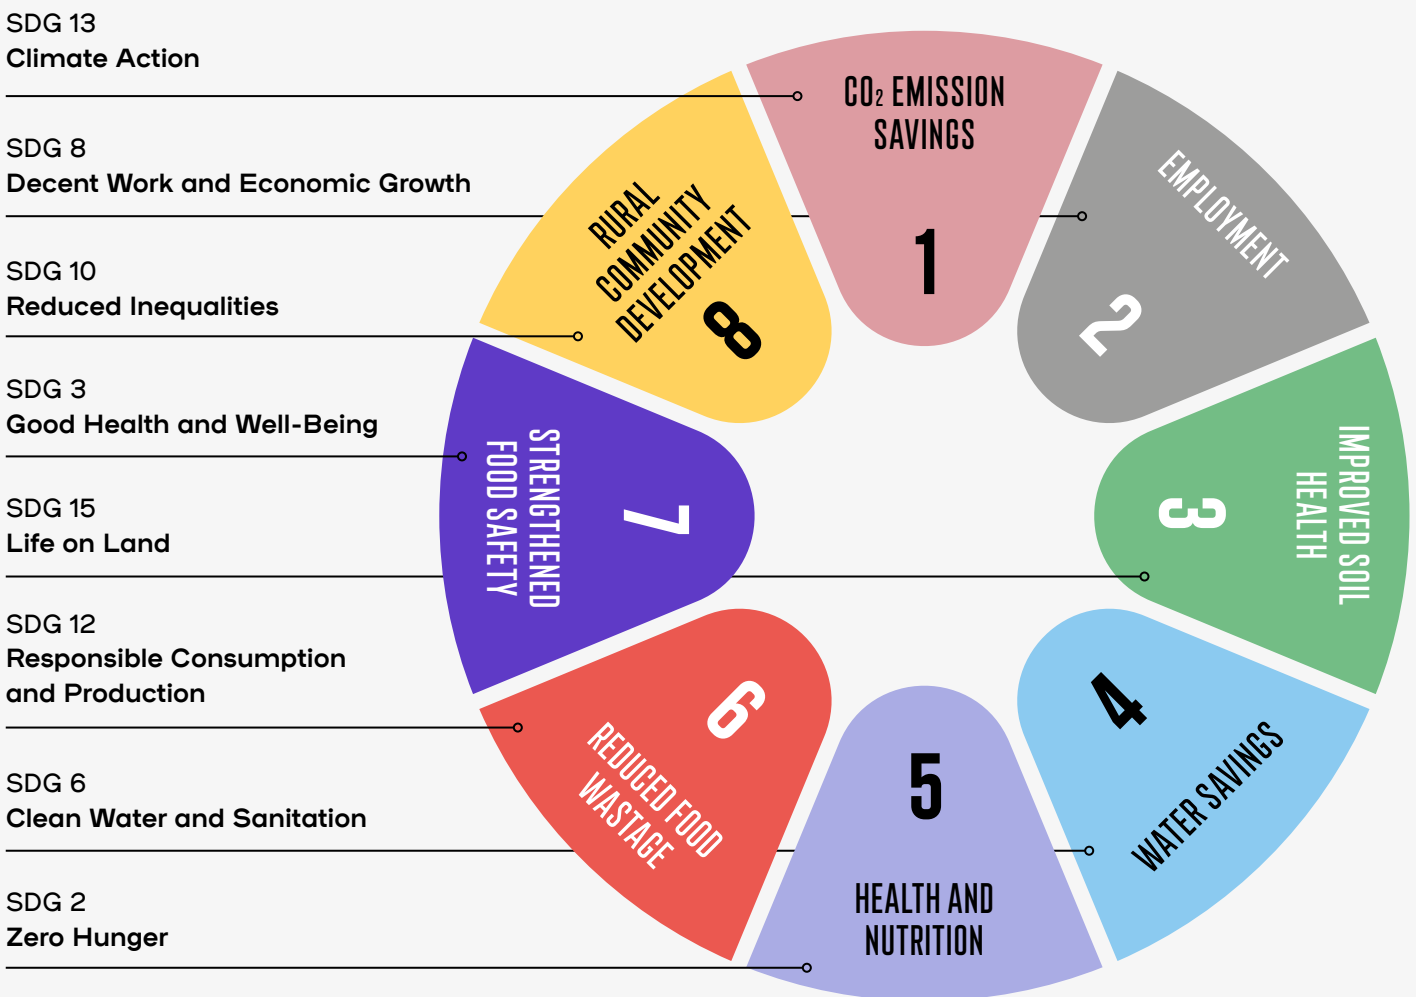 SDG 13
Climate Action
SDG 8
Decent Work and Economic Growth
SDG 10
Reduced Inequalities
SDG 3
Good Health and Well-Being
SDG 15
Life on Land
SDG 12
Responsible Consumption
and Production
SDG 6
Clean Water and Sanitation
SDG 2
Zero Hunger
CO₂ EMISSION
SAVINGS
1
EMPLOYMENT
2
IMPROVED SOIL
HEALTH
3
WATER SAVINGS
4
5
HEALTH AND
NUTRITION
6
REDUCED FOOD
WASTAGE
7
STRENGTHENED
FOOD SAFETY
RURAL
COMMUNITY
DEVELOPMENT
8